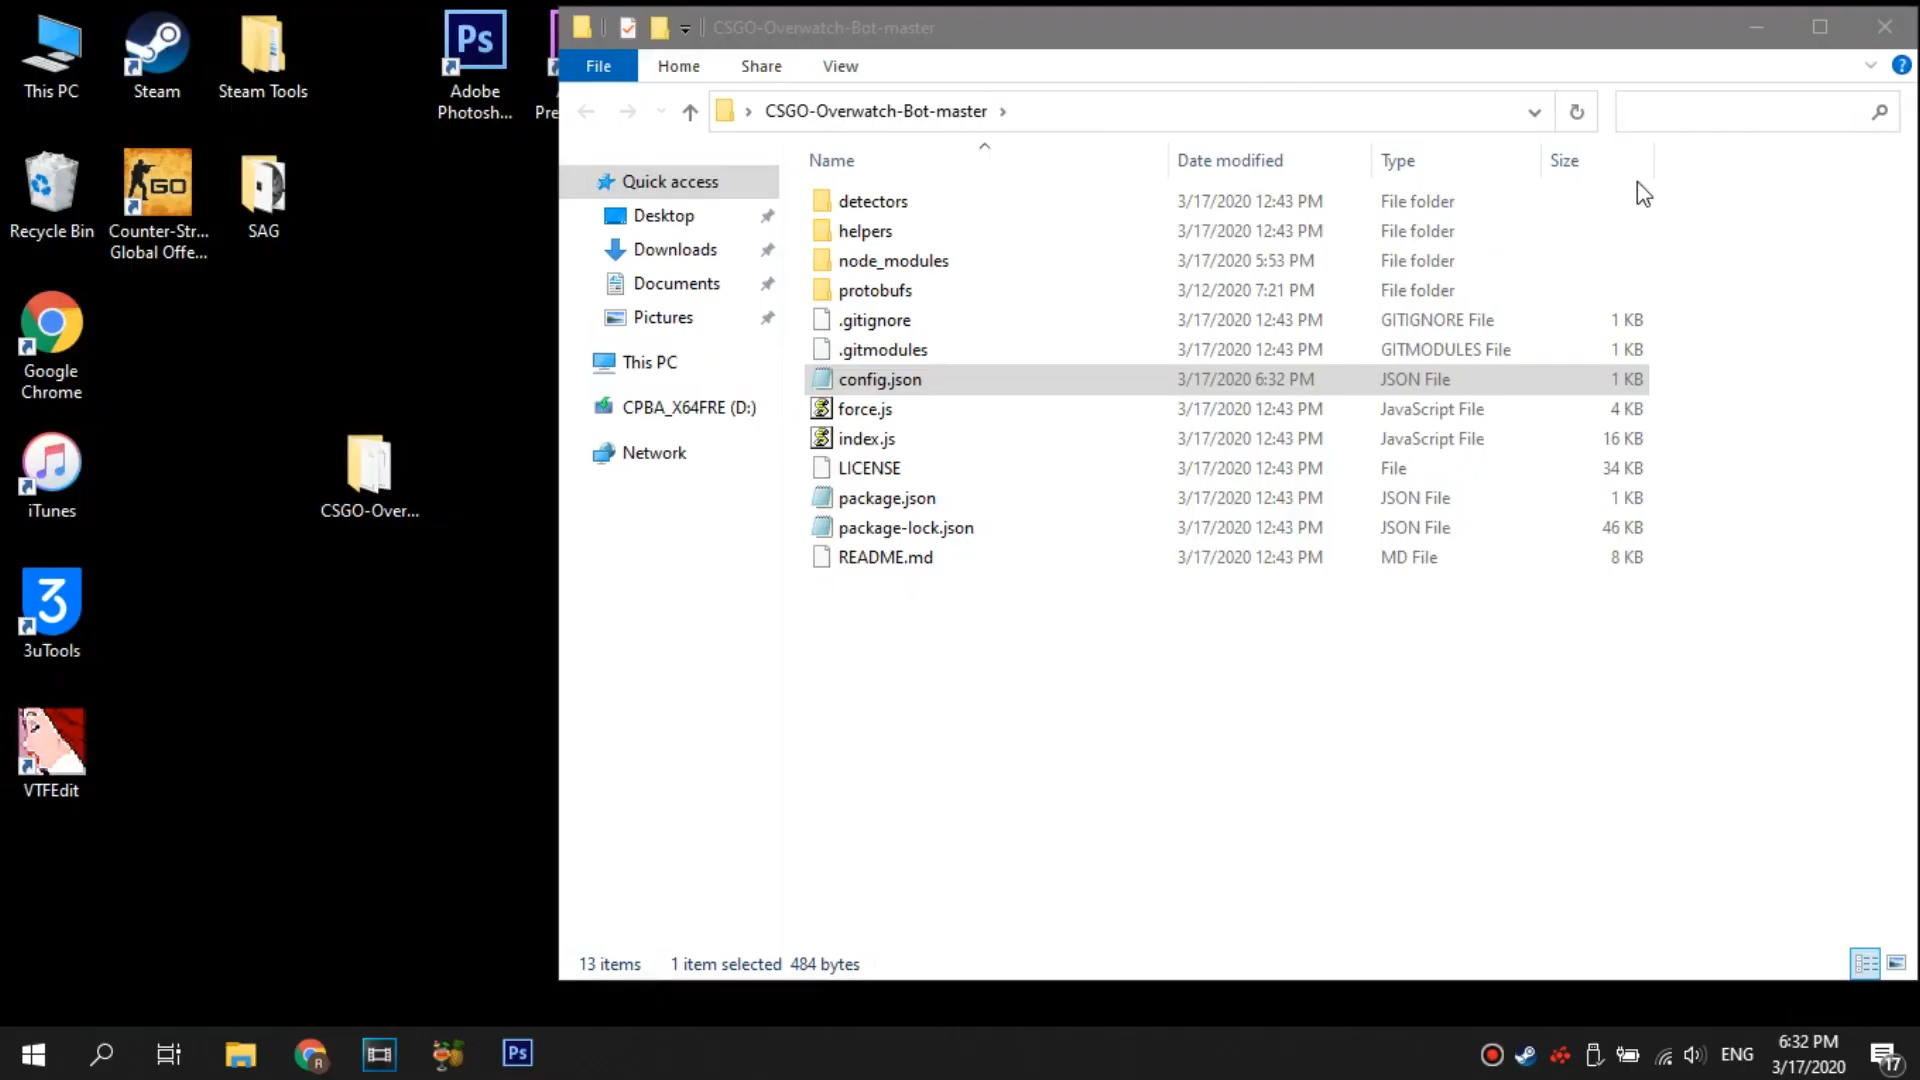 This PC
Steam
Steam Tools
Ps
Adobe
Photosh...
Pre
Recycle Bin
GO
Counter-Str...
Global Offe...
SAG
Google
Chrome
iTunes
CSGO-Over...
3
3uTools
VTFEdit
CSGO-Overwatch-Bot-master
File
Home
Share
View
?
CSGO-Overwatch-Bot-master
Quick access
Desktop
Downloads
Documents
Pictures
This PC
CPBA_X64FRE (D:)
Network
Name Date modified Type Size
detectors 3/17/2020 12:43 PM File folder
helpers 3/17/2020 12:43 PM File folder
node_modules 3/17/2020 5:53 PM File folder
protobufs 3/12/2020 7:21 PM File folder
.gitignore 3/17/2020 12:43 PM GITIGNORE File 1 KB
.gitmodules 3/17/2020 12:43 PM GITMODULES File 1 KB
config.json 3/17/2020 6:32 PM JSON File 1 KB
force.js 3/17/2020 12:43 PM JavaScript File 4 KB
index.js 3/17/2020 12:43 PM JavaScript File 16 KB
LICENSE 3/17/2020 12:43 PM File 34 KB
package.json 3/17/2020 12:43 PM JSON File 1 KB
package-lock.json 3/17/2020 12:43 PM JSON File 46 KB
README.md 3/17/2020 12:43 PM MD File 8 KB
13 items 1 item selected 484 bytes
R
Ps
ENG
6:32 PM
3/17/2020
17